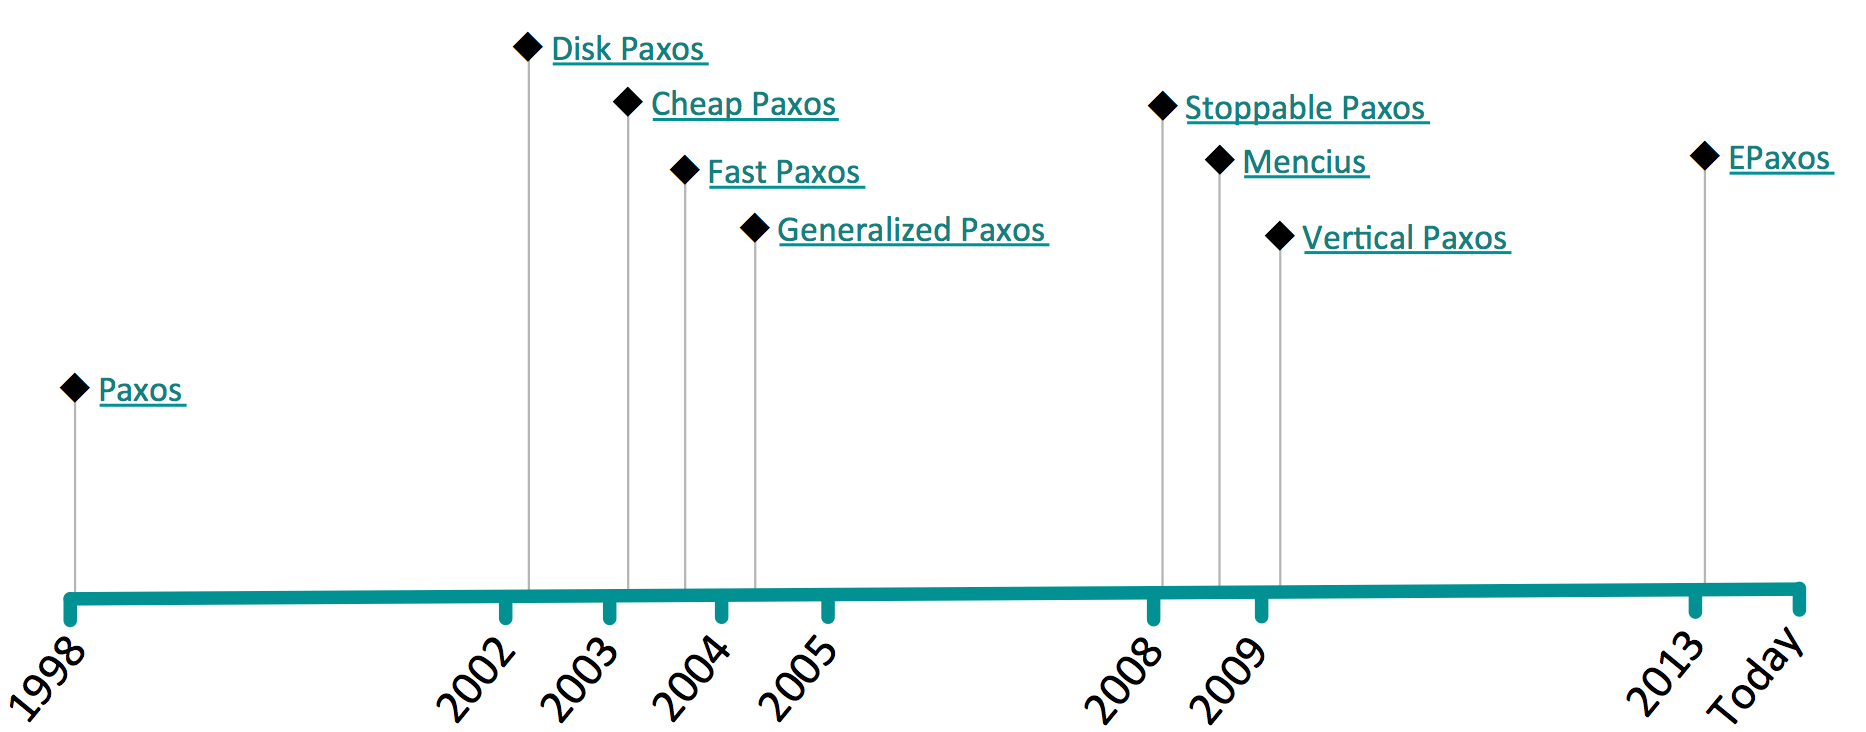 Disk Paxos
Cheap Paxos
Stoppable Paxos
Fast Paxos
Mencius
EPaxos
Generalized Paxos
Vertical Paxos
Paxos
1998
2002
2003
2004
2005
2008
2009
2013
Today